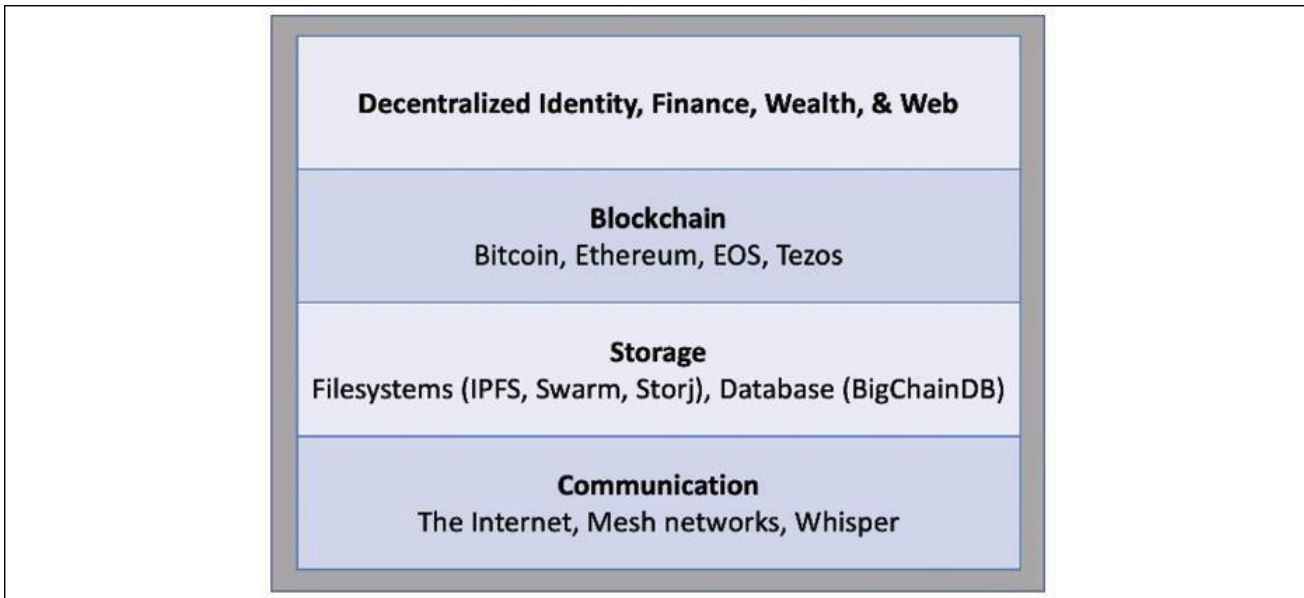 Decentralized Identity, Finance, Wealth, & Web
Blockchain
Bitcoin, Ethereum, EOS, Tezos
Storage
Filesystems (IPFS, Swarm, Storj), Database (BigChainDB)
Communication
The Internet, Mesh networks, Whisper